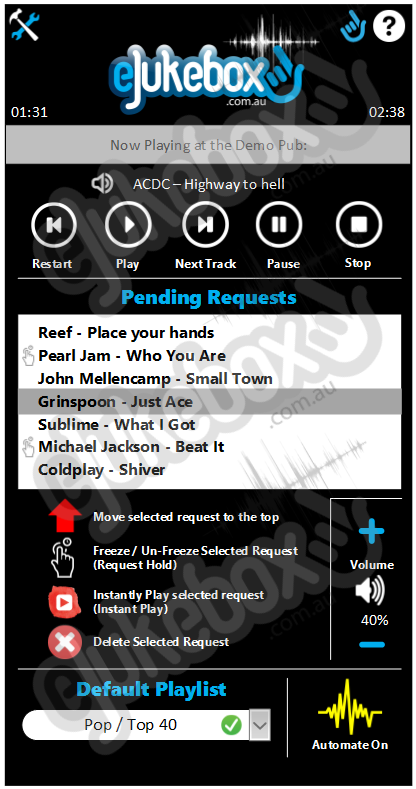 eJukebox
.com.au
01:31
02:38
Now Playing at the Demo Pub:
ACDC – Highway to hell
Restart
Play
Next Track
Pause
Stop
Pending Requests
Reef - Place your hands
Pearl Jam - Who You Are
John Mellencamp - Small Town
Grinspoon - Just Ace
Sublime - What I Got
Michael Jackson - Beat It
Coldplay - Shiver
Move selected request to the top
Freeze / Un-Freeze Selected Request
(Request Hold)
Instantly Play selected request
(Instant Play)
Delete Selected Request
Volume
40%
Default Playlist
Pop / Top 40
Automate On
eJukebox
.com.au
eJukebox
.com.au
eJukebox
.com.au